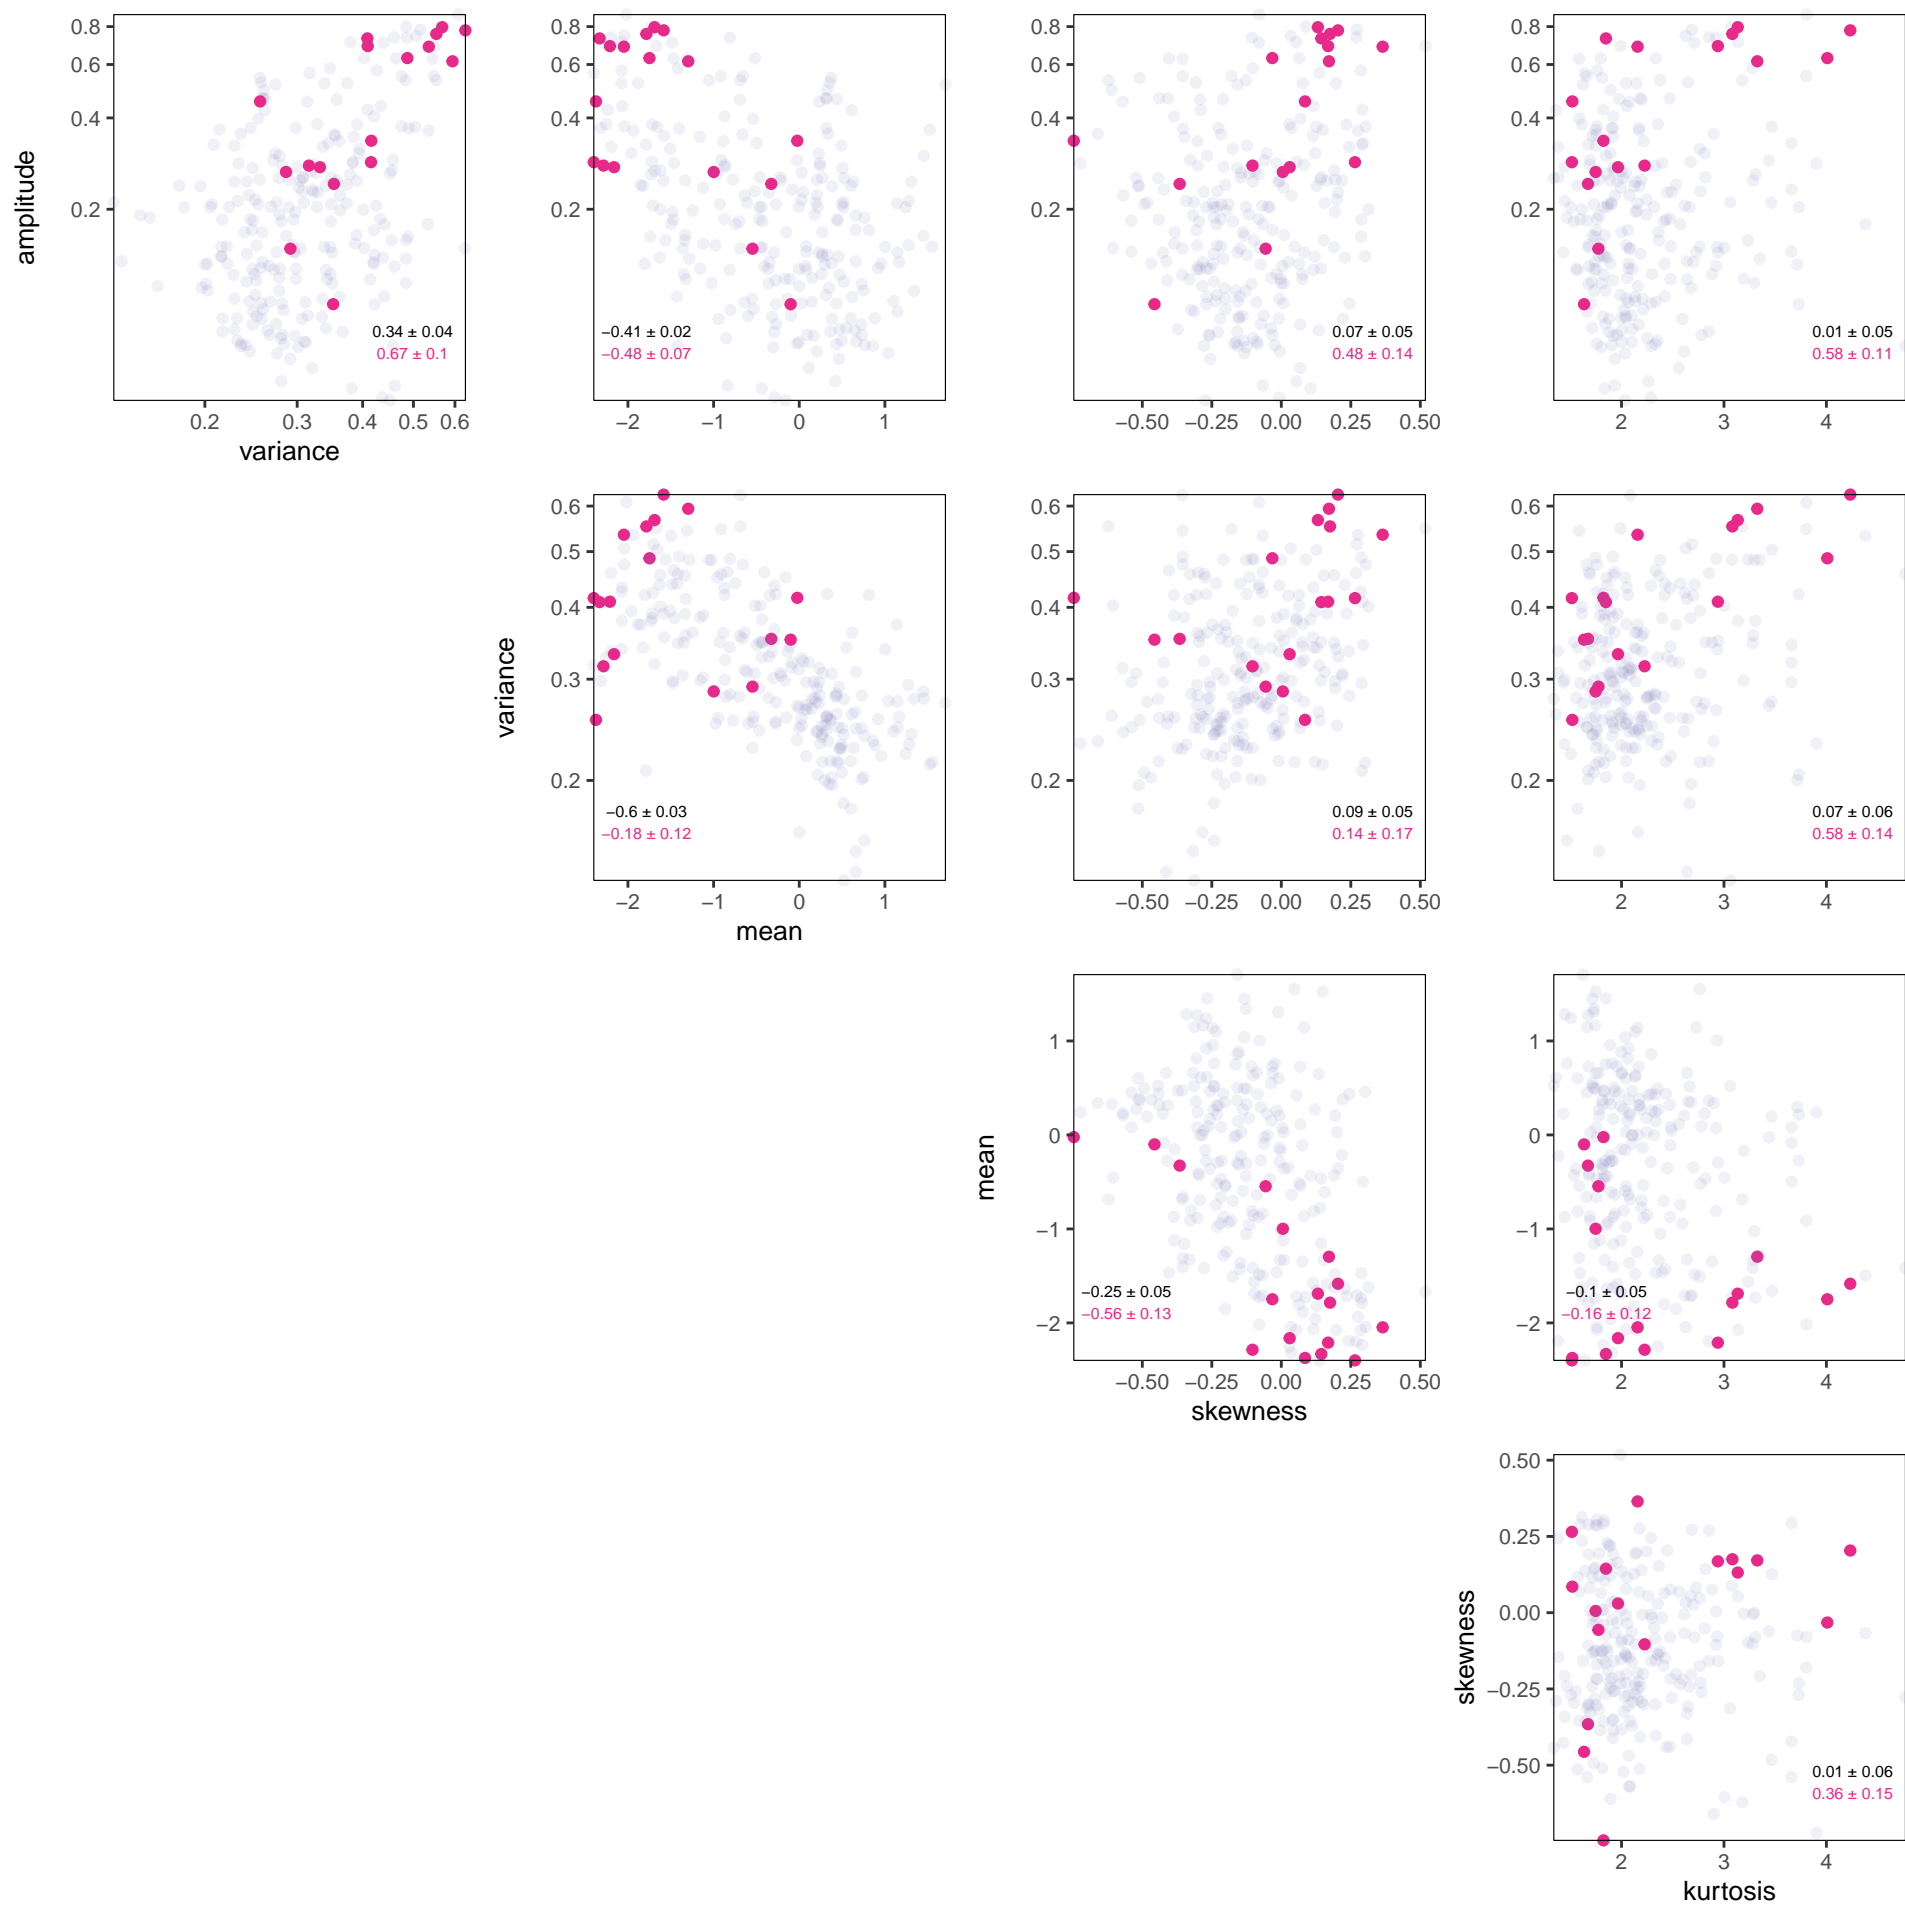 0.8
0.6
0.4
0.2
amplitude
0.2 0.3 0.4 0.5 0.6
variance
0.34 ± 0.04
0.67 ± 0.1
0.8
0.6
0.4
0.2
−2 −1 0 1
−0.41 ± 0.02
−0.48 ± 0.07
0.8
0.6
0.4
0.2
−0.50 −0.25 0.00 0.25 0.50
0.07 ± 0.05
0.48 ± 0.14
0.8
0.6
0.4
0.2
2 3 4
0.01 ± 0.05
0.58 ± 0.11
0.6
0.5
0.4
0.3
0.2
variance
−2 −1 0 1
mean
−0.6 ± 0.03
−0.18 ± 0.12
0.6
0.5
0.4
0.3
0.2
−0.50 −0.25 0.00 0.25 0.50
0.09 ± 0.05
0.14 ± 0.17
0.6
0.5
0.4
0.3
0.2
2 3 4
0.07 ± 0.06
0.58 ± 0.14
1
0
−1
−2
mean
−0.50 −0.25 0.00 0.25 0.50
skewness
−0.25 ± 0.05
−0.56 ± 0.13
1
0
−1
−2
2 3 4
−0.1 ± 0.05
−0.16 ± 0.12
0.50
0.25
0.00
−0.25
−0.50
skewness
2 3 4
kurtosis
0.01 ± 0.06
0.36 ± 0.15